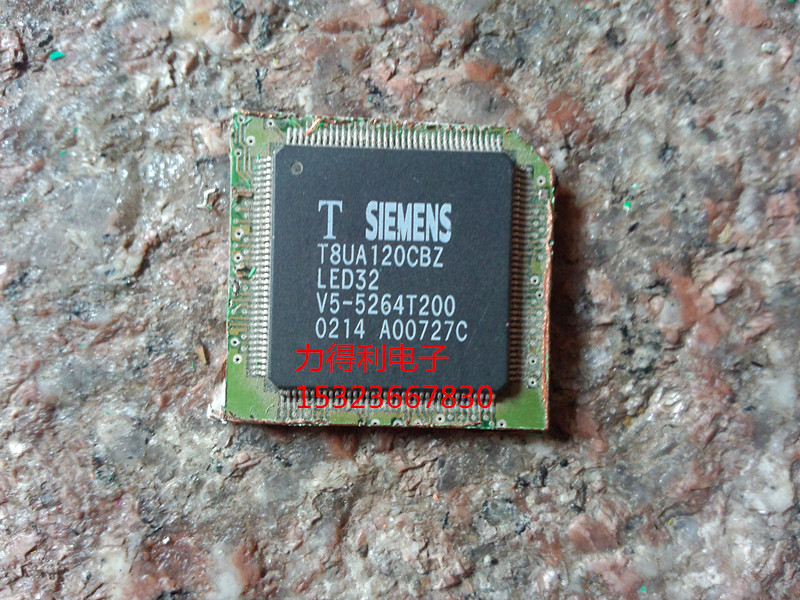 T SIEMENS
T8UA120CBZ
LED32
V5-5264T200
0214 A00727C
力得利电子
15323667830